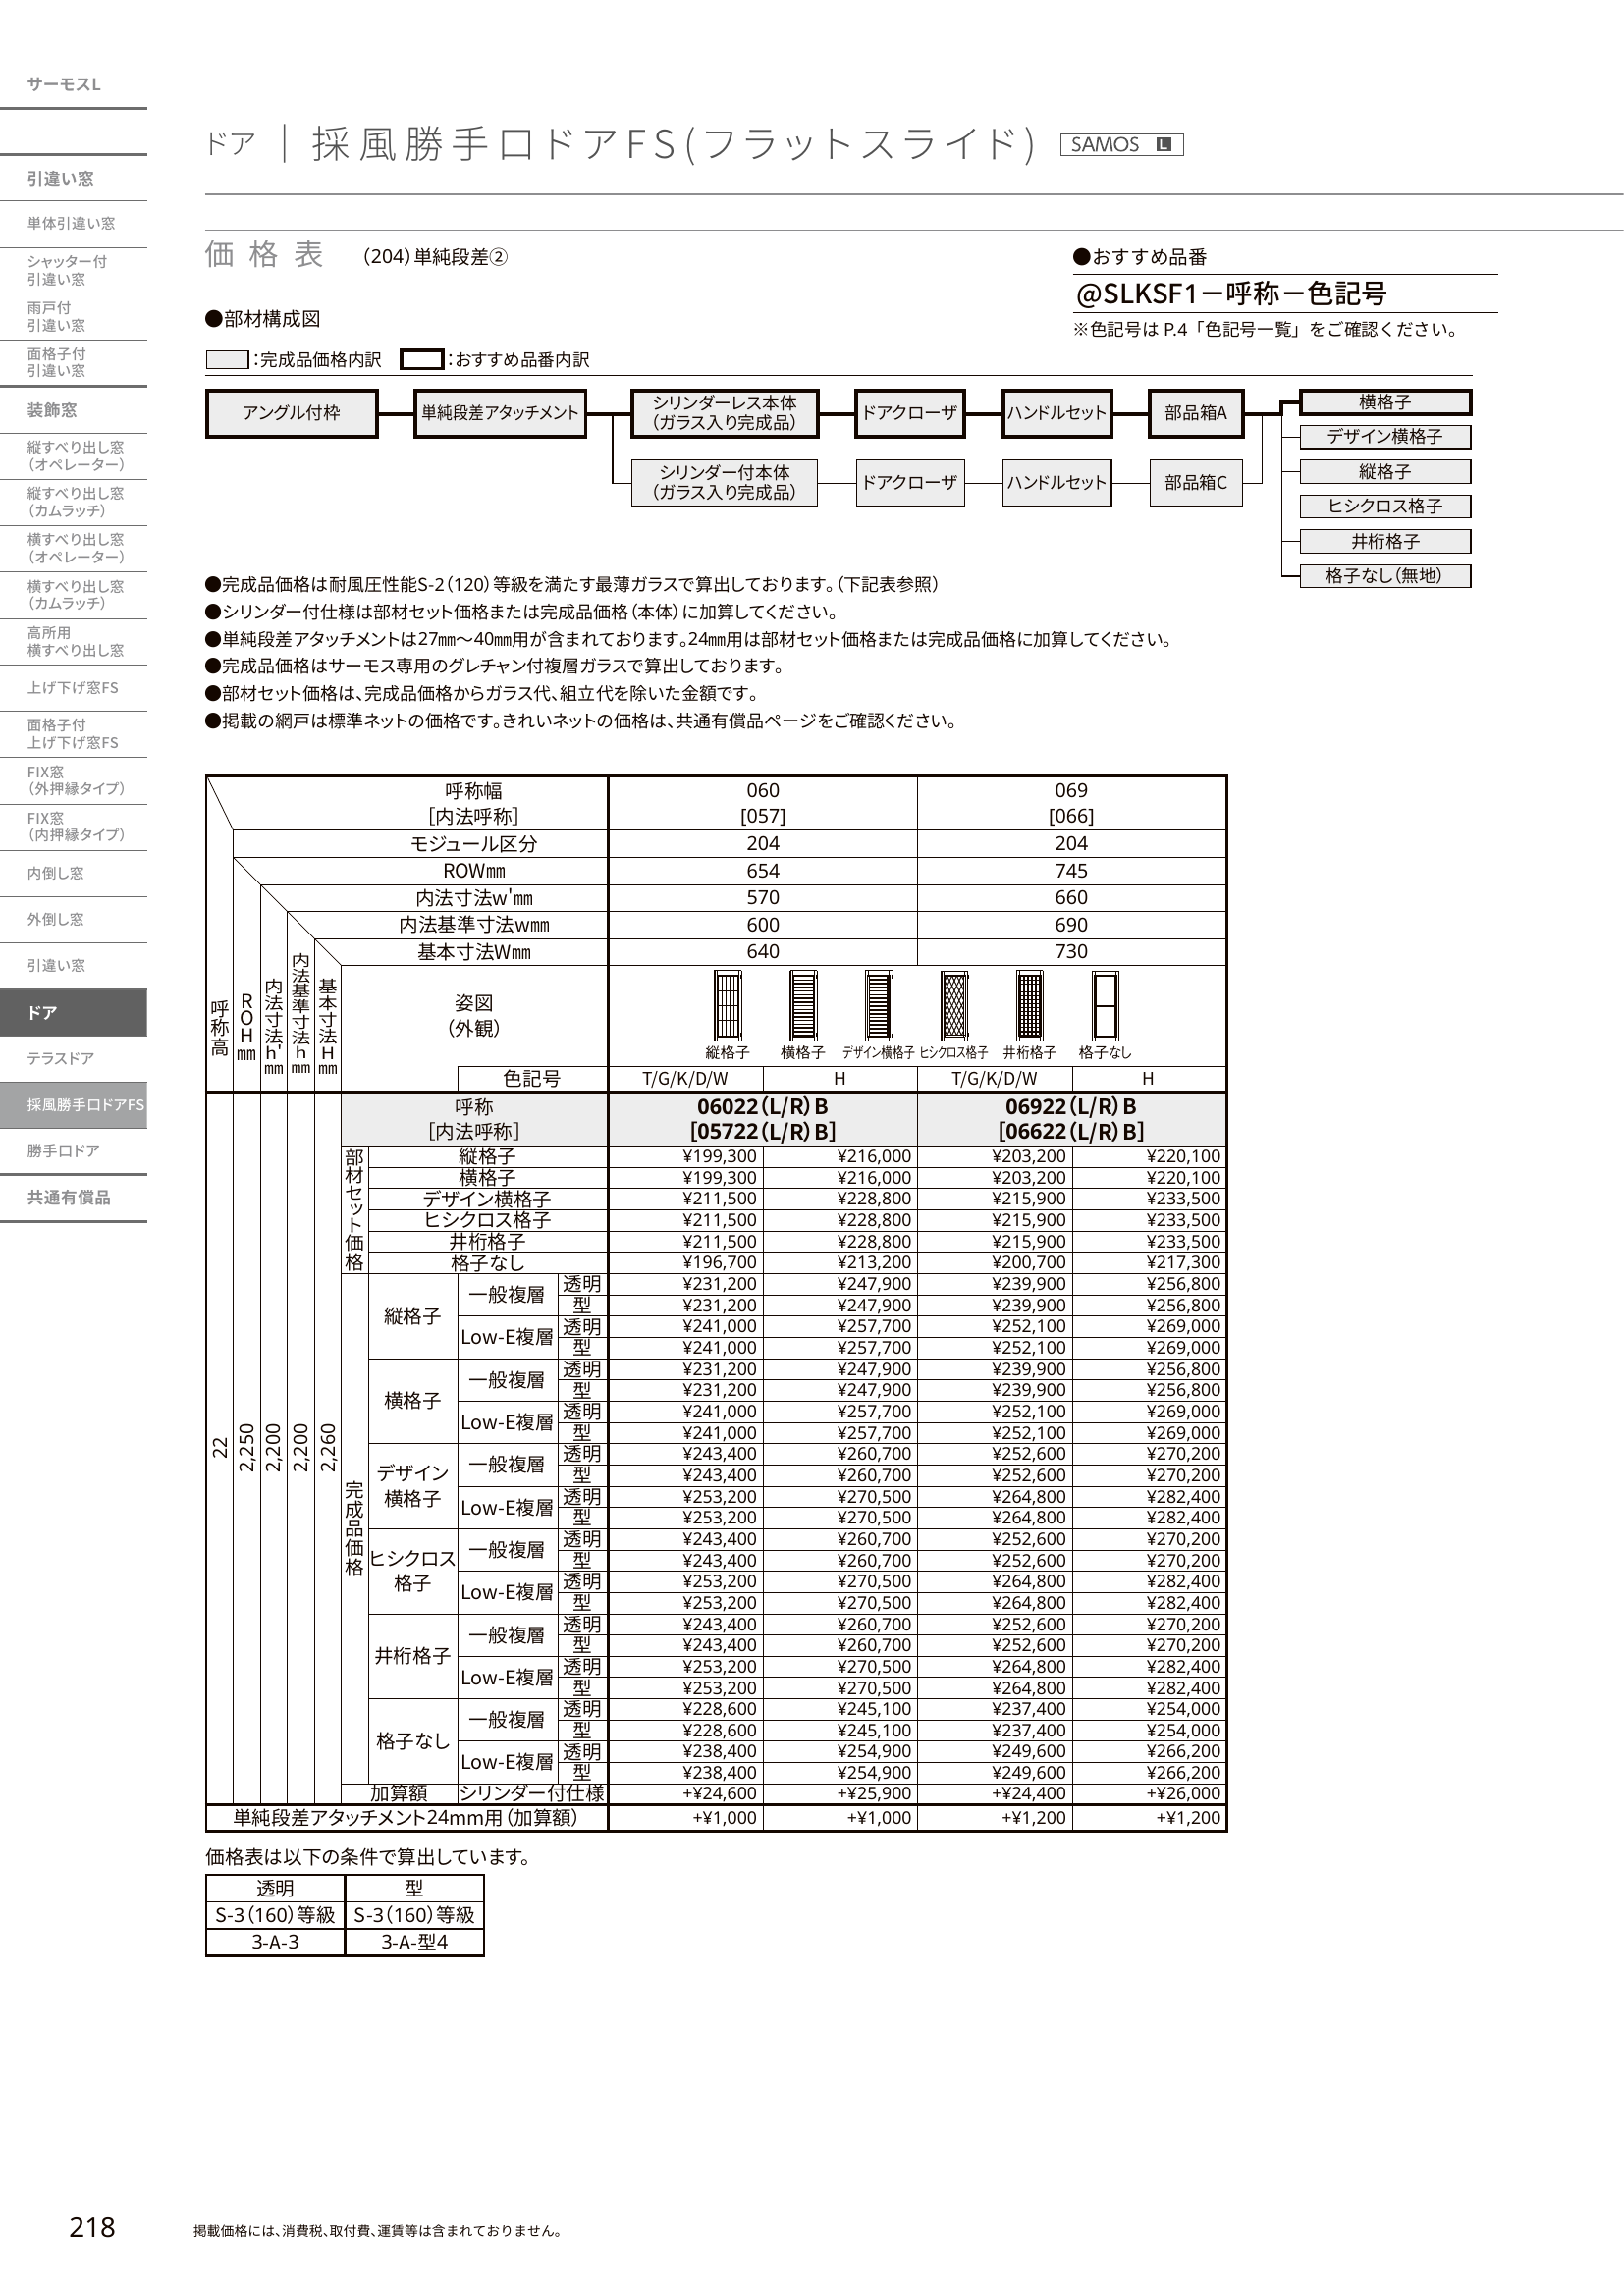 サーモスL
引違い窓
単体引違い窓
シャッター付
引違い窓
雨戸付
引違い窓
面格子付
引違い窓
装飾窓
縦すべり出し窓
（オペレーター）
縦すべり出し窓
（カムラッチ）
横すべり出し窓
（オペレーター）
横すべり出し窓
（カムラッチ）
高所用
横すべり出し窓
上げ下げ窓FS
面格子付
上げ下げ窓FS
FIX窓
（外押縁タイプ）
FIX窓
（内押縁タイプ）
内倒し窓
外倒し窓
引違い窓
ドア
テラスドア
採風勝手口ドアFS
勝手口ドア
共通有償品
ドア｜採風勝手口ドアFS(フラットスライド) SAMOS L
価格表 （204）単純段差②
●おすすめ品番
@SLKSF1－呼称－色記号
※色記号は P.4「色記号一覧」をご確認ください。
●部材構成図
：完成品価格内訳 ：おすすめ品番内訳
アングル付枠 単純段差アタッチメント シリンダーレス本体（ガラス入り完成品） ドアクローザ ハンドルセット 部品箱A 横格子
デザイン横格子
シリンダー付本体（ガラス入り完成品） ドアクローザ ハンドルセット 部品箱C 縦格子
ヒシクロス格子
井桁格子
格子なし（無地）
●完成品価格は耐風圧性能S-2（120）等級を満たす最薄ガラスで算出しております。（下記表参照）
●シリンダー付仕様は部材セット価格または完成品価格（本体）に加算してください。
●単純段差アタッチメントは27㎜～40㎜用が含まれております。24㎜用は部材セット価格または完成品価格に加算してください。
●完成品価格はサーモス専用のグレチャン付複層ガラスで算出しております。
●部材セット価格は、完成品価格からガラス代、組立代を除いた金額です。
●掲載の網戸は標準ネットの価格です。きれいネットの価格は、共通有償品ページをご確認ください。
呼称幅 060 069
［内法呼称］ [057] [066]
モジュール区分 204 204
ROW㎜ 654 745
内法寸法w'㎜ 570 660
内法基準寸法w㎜ 600 690
基本寸法W㎜ 640 730
呼称高 ROH㎜ 内法寸法h'㎜ 内法基準寸法h㎜ 基本寸法H㎜
姿図
（外観）
縦格子 横格子 デザイン横格子 ヒシクロス格子 井桁格子 格子なし
色記号 T/G/K/D/W H T/G/K/D/W H
22 2,250 2,200 2,200 2,260
呼称 06022（L/R）B 06922（L/R）B
［内法呼称］ [05722（L/R）B] [06622（L/R）B]
部材セット価格
縦格子 ¥199,300 ¥216,000 ¥203,200 ¥220,100
横格子 ¥199,300 ¥216,000 ¥203,200 ¥220,100
デザイン横格子 ¥211,500 ¥228,800 ¥215,900 ¥233,500
ヒシクロス格子 ¥211,500 ¥228,800 ¥215,900 ¥233,500
井桁格子 ¥211,500 ¥228,800 ¥215,900 ¥233,500
格子なし ¥196,700 ¥213,200 ¥200,700 ¥217,300
完成品価格
縦格子 一般複層 透明 ¥231,200 ¥247,900 ¥239,900 ¥256,800
型 ¥231,200 ¥247,900 ¥239,900 ¥256,800
Low-E複層 透明 ¥241,000 ¥257,700 ¥252,100 ¥269,000
型 ¥241,000 ¥257,700 ¥252,100 ¥269,000
横格子 一般複層 透明 ¥231,200 ¥247,900 ¥239,900 ¥256,800
型 ¥231,200 ¥247,900 ¥239,900 ¥256,800
Low-E複層 透明 ¥241,000 ¥257,700 ¥252,100 ¥269,000
型 ¥241,000 ¥257,700 ¥252,100 ¥269,000
デザイン横格子 一般複層 透明 ¥243,400 ¥260,700 ¥252,600 ¥270,200
型 ¥243,400 ¥260,700 ¥252,600 ¥270,200
Low-E複層 透明 ¥253,200 ¥270,500 ¥264,800 ¥282,400
型 ¥253,200 ¥270,500 ¥264,800 ¥282,400
ヒシクロス格子 一般複層 透明 ¥243,400 ¥260,700 ¥252,600 ¥270,200
型 ¥243,400 ¥260,700 ¥252,600 ¥270,200
Low-E複層 透明 ¥253,200 ¥270,500 ¥264,800 ¥282,400
型 ¥253,200 ¥270,500 ¥264,800 ¥282,400
井桁格子 一般複層 透明 ¥243,400 ¥260,700 ¥252,600 ¥270,200
型 ¥243,400 ¥260,700 ¥252,600 ¥270,200
Low-E複層 透明 ¥253,200 ¥270,500 ¥264,800 ¥282,400
型 ¥253,200 ¥270,500 ¥264,800 ¥282,400
格子なし 一般複層 透明 ¥228,600 ¥245,100 ¥237,400 ¥254,000
型 ¥228,600 ¥245,100 ¥237,400 ¥254,000
Low-E複層 透明 ¥238,400 ¥254,900 ¥249,600 ¥266,200
型 ¥238,400 ¥254,900 ¥249,600 ¥266,200
加算額 シリンダー付仕様 +¥24,600 +¥25,900 +¥24,400 +¥26,000
単純段差アタッチメント24mm用（加算額） +¥1,000 +¥1,000 +¥1,200 +¥1,200
価格表は以下の条件で算出しています。
透明 型
S-3（160）等級 S-3（160）等級
3-A-3 3-A-型4
218
掲載価格には、消費税、取付費、運賃等は含まれておりません。